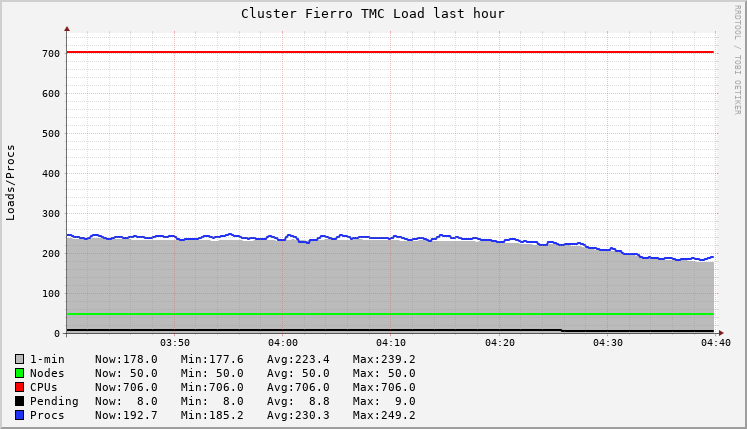 Cluster Fierro TMC Load last hour
RRDTOOL / TOBI OETIKER
Loads/Procs
700
600
500
400
300
200
100
0
03:50 04:00 04:10 04:20 04:30 04:40
1-min Now:178.0 Min:177.6 Avg:223.4 Max:239.2
Nodes Now: 50.0 Min: 50.0 Avg: 50.0 Max: 50.0
CPUs Now:706.0 Min:706.0 Avg:706.0 Max:706.0
Pending Now: 8.0 Min: 8.0 Avg: 8.8 Max: 9.0
Procs Now:192.7 Min:185.2 Avg:230.3 Max:249.2